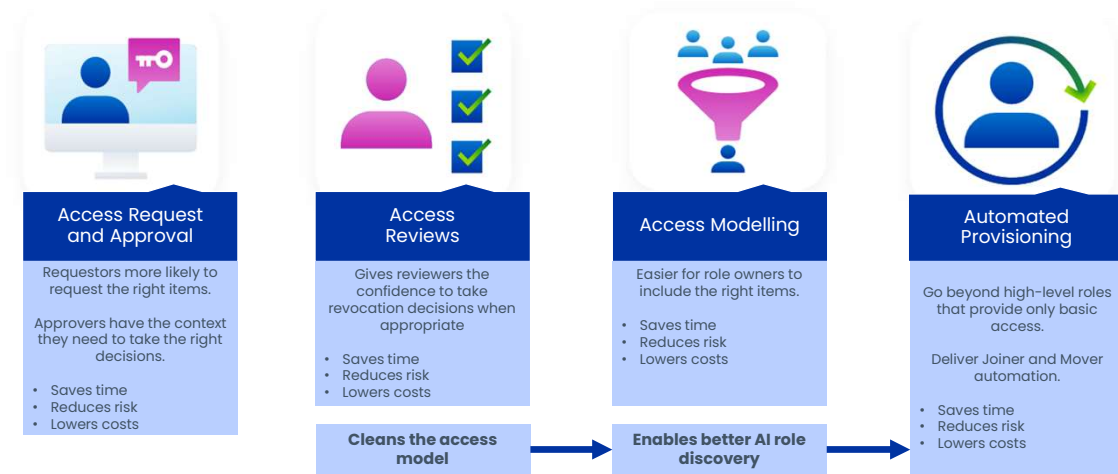 Access Request
and Approval
Requestors more likely to
request the right items.
Approvers have the context
they need to take the right
decisions.
• Saves time
• Reduces risk
• Lowers costs
Access
Reviews
Gives reviewers the
confidence to take
revocation decisions when
appropriate
• Saves time
• Reduces risk
• Lowers costs
Cleans the access
model
Access Modelling
Easier for role owners to
include the right items.
• Saves time
• Reduces risk
• Lowers costs
Enables better AI role
discovery
Automated
Provisioning
Go beyond high-level roles
that provide only basic
access.
Deliver Joiner and Mover
automation.
• Saves time
• Reduces risk
• Lowers costs